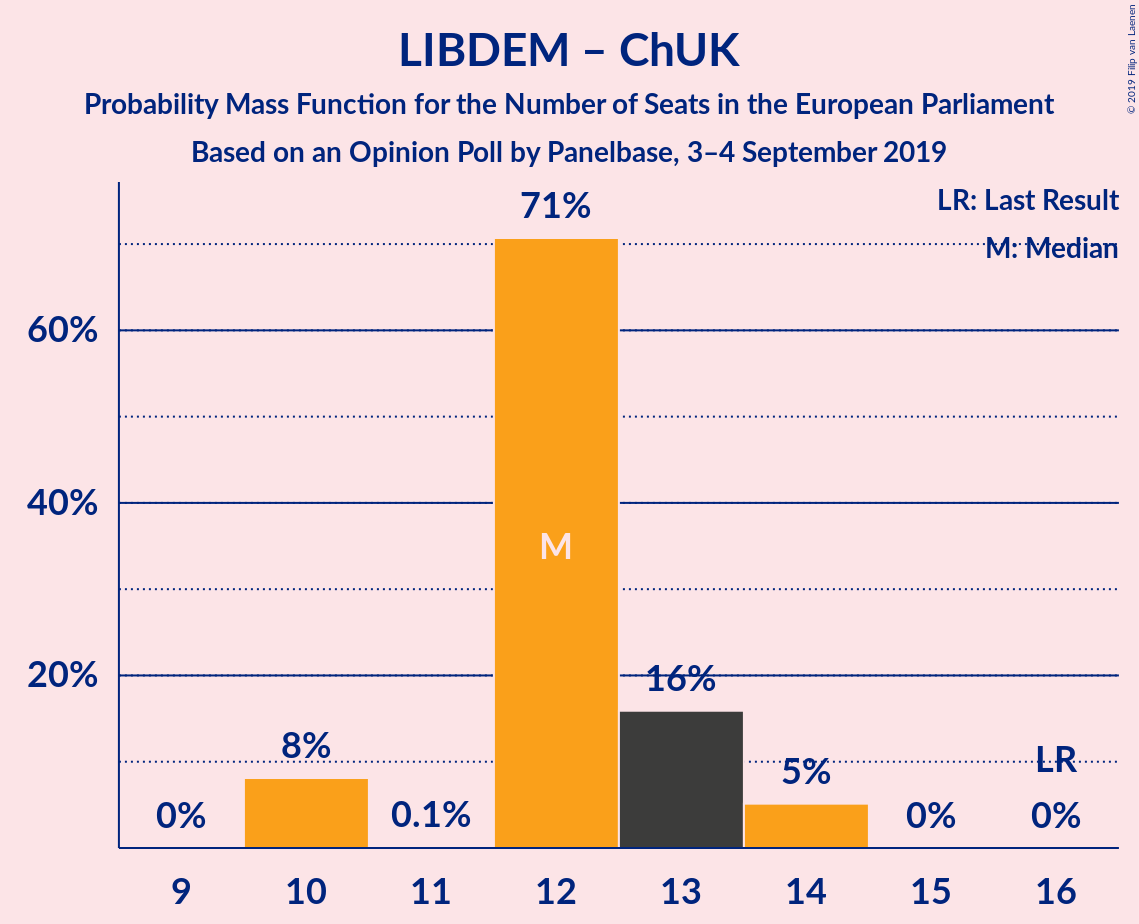 LIBDEM – ChUK
Probability Mass Function for the Number of Seats in the European Parliament
Based on an Opinion Poll by Panelbase, 3–4 September 2019
© 2019 Filip van Laenen
LR: Last Result
M: Median
71%
60%
40%
M
20%
16%
8%
5%
LR
0%
0.1%
0%
0%
9 10 11 12 13 14 15 16